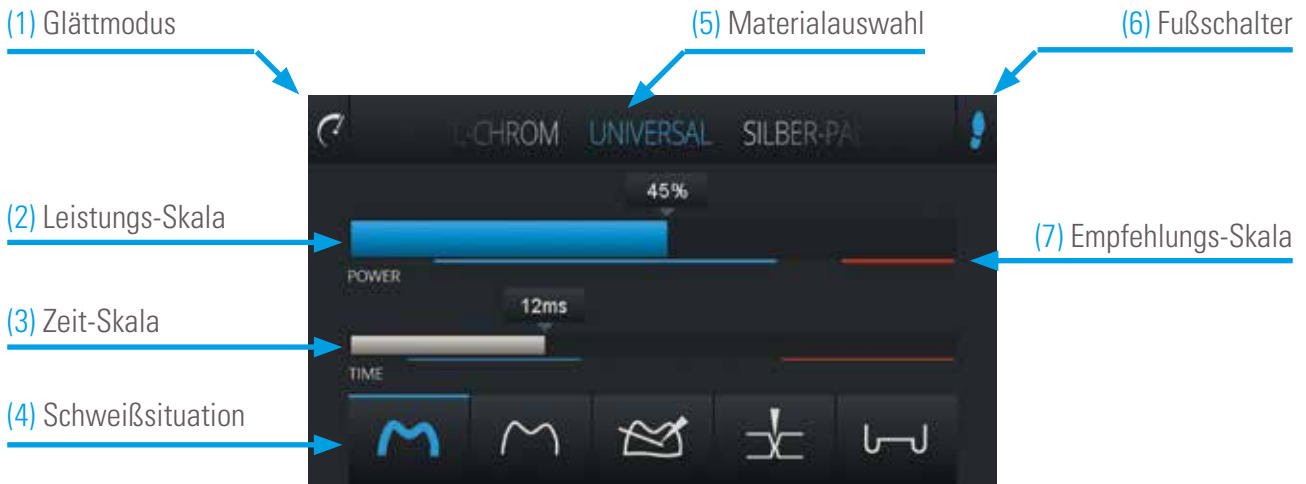 (1) Glättmodus
(5) Materialauswahl
(6) Fußschalter
L-CHROM UNIVERSAL SILBER-PAL
45%
(2) Leistungs-Skala
(7) Empfehlungs-Skala
POWER
12ms
(3) Zeit-Skala
TIME
(4) Schweißsituation